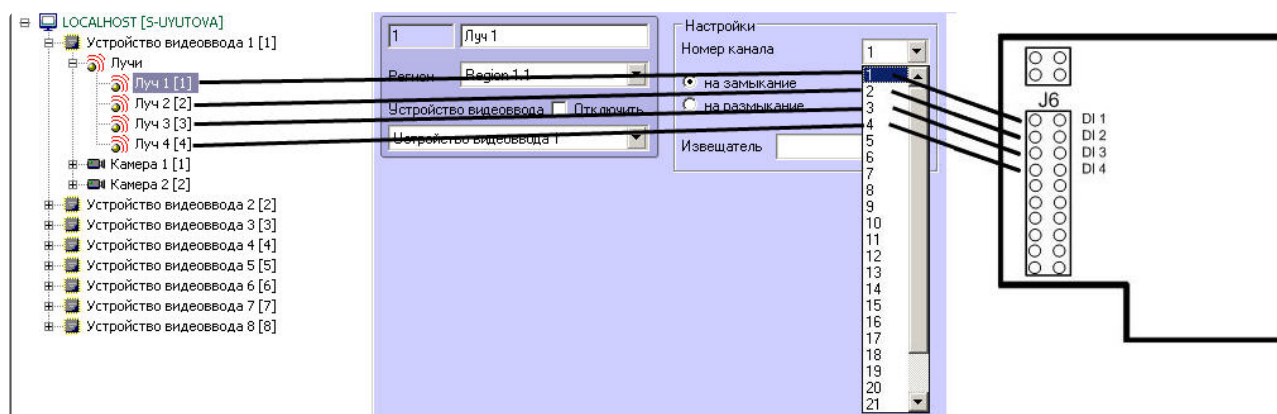 LOCALHOST [S-UYUTOVA]
Устройство видеоввода 1 [1]
Лучи
Луч 1 [1]
Луч 2 [2]
Луч 3 [3]
Луч 4 [4]
Камера 1 [1]
Камера 2 [2]
Устройство видеоввода 2 [2]
Устройство видеоввода 3 [3]
Устройство видеоввода 4 [4]
Устройство видеоввода 5 [5]
Устройство видеоввода 6 [6]
Устройство видеоввода 7 [7]
Устройство видеоввода 8 [8]
1 Луч 1
Регион Region 1.1
Устройство видеоввода Отключить
Устройство видеоввода 1
Настройки
Номер канала 1
на замыкание
на размыкание
Извещатель
1
2
3
4
5
6
7
8
9
10
11
12
13
14
15
16
17
18
19
20
21
J6
DI 1
DI 2
DI 3
DI 4